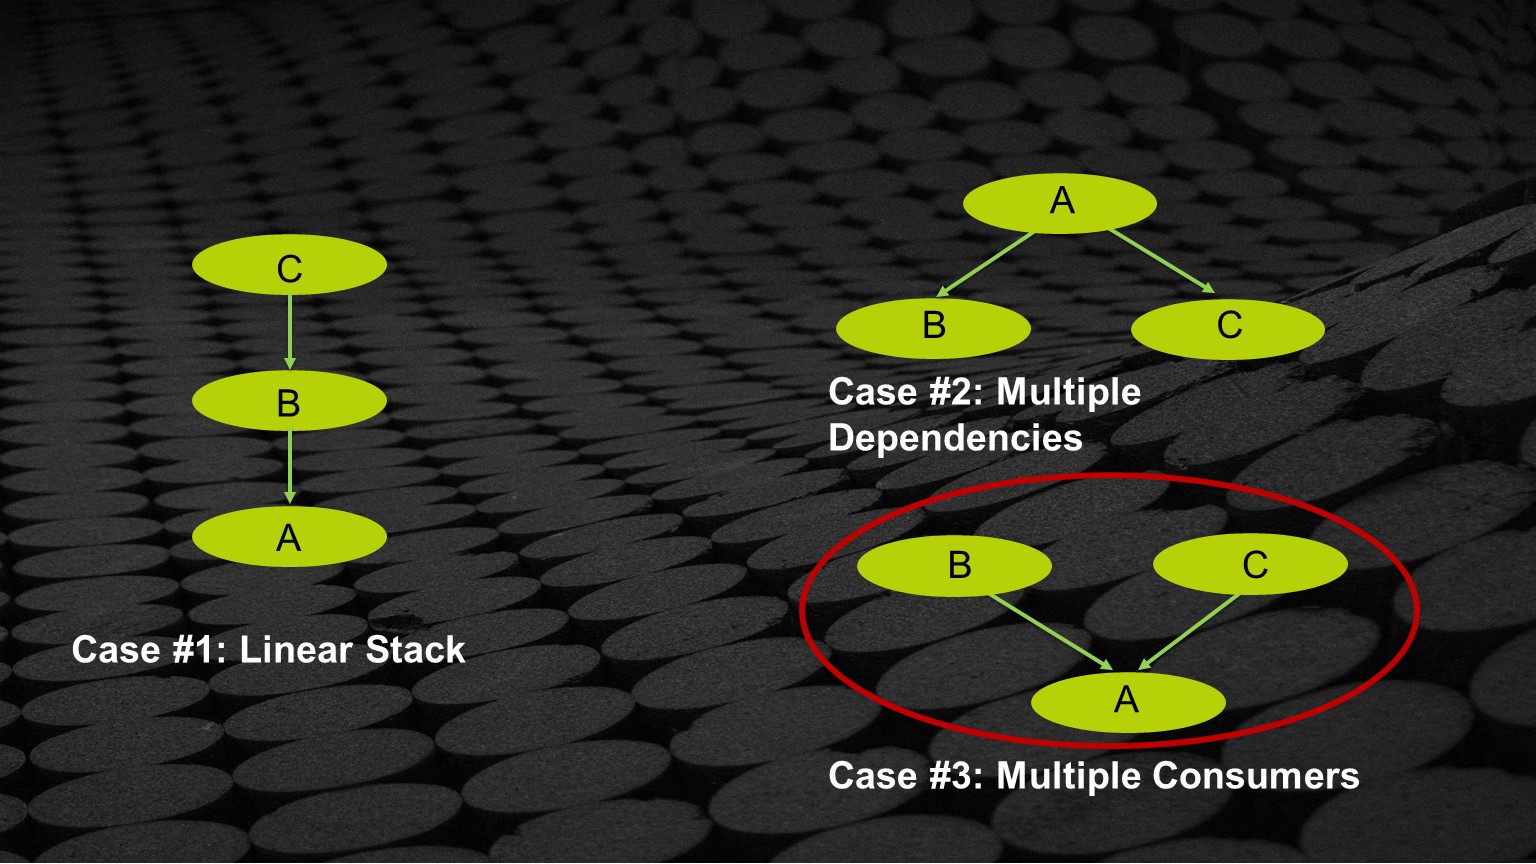 C
B
A
Case #1: Linear Stack
A
B
C
Case #2: Multiple
Dependencies
B
C
A
Case #3: Multiple Consumers